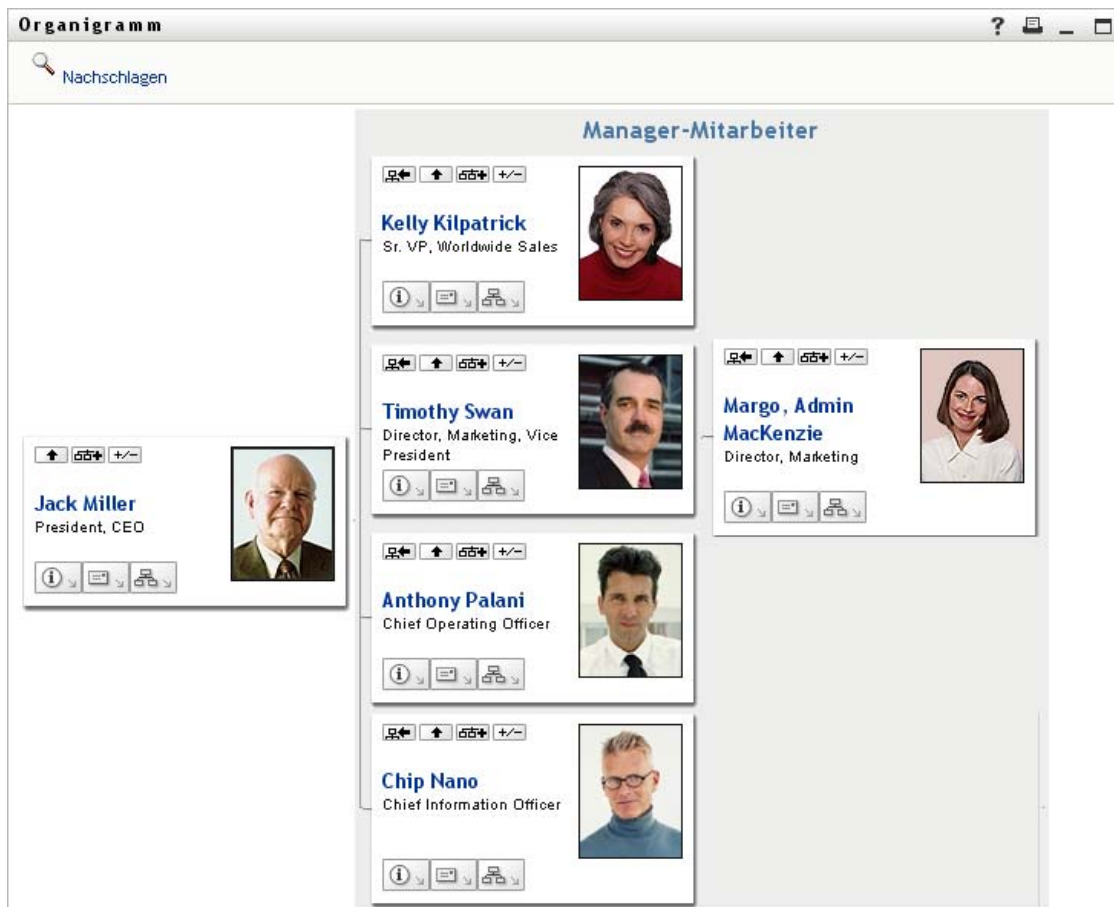 Organigramm
?
Nachschlagen
Manager-Mitarbeiter
+/−
Kelly Kilpatrick
Sr. VP, Worldwide Sales
+/−
Timothy Swan
Director, Marketing, Vice
President
+/−
Margo, Admin
MacKenzie
Director, Marketing
+/−
Jack Miller
President, CEO
+/−
Anthony Palani
Chief Operating Officer
+/−
Chip Nano
Chief Information Officer